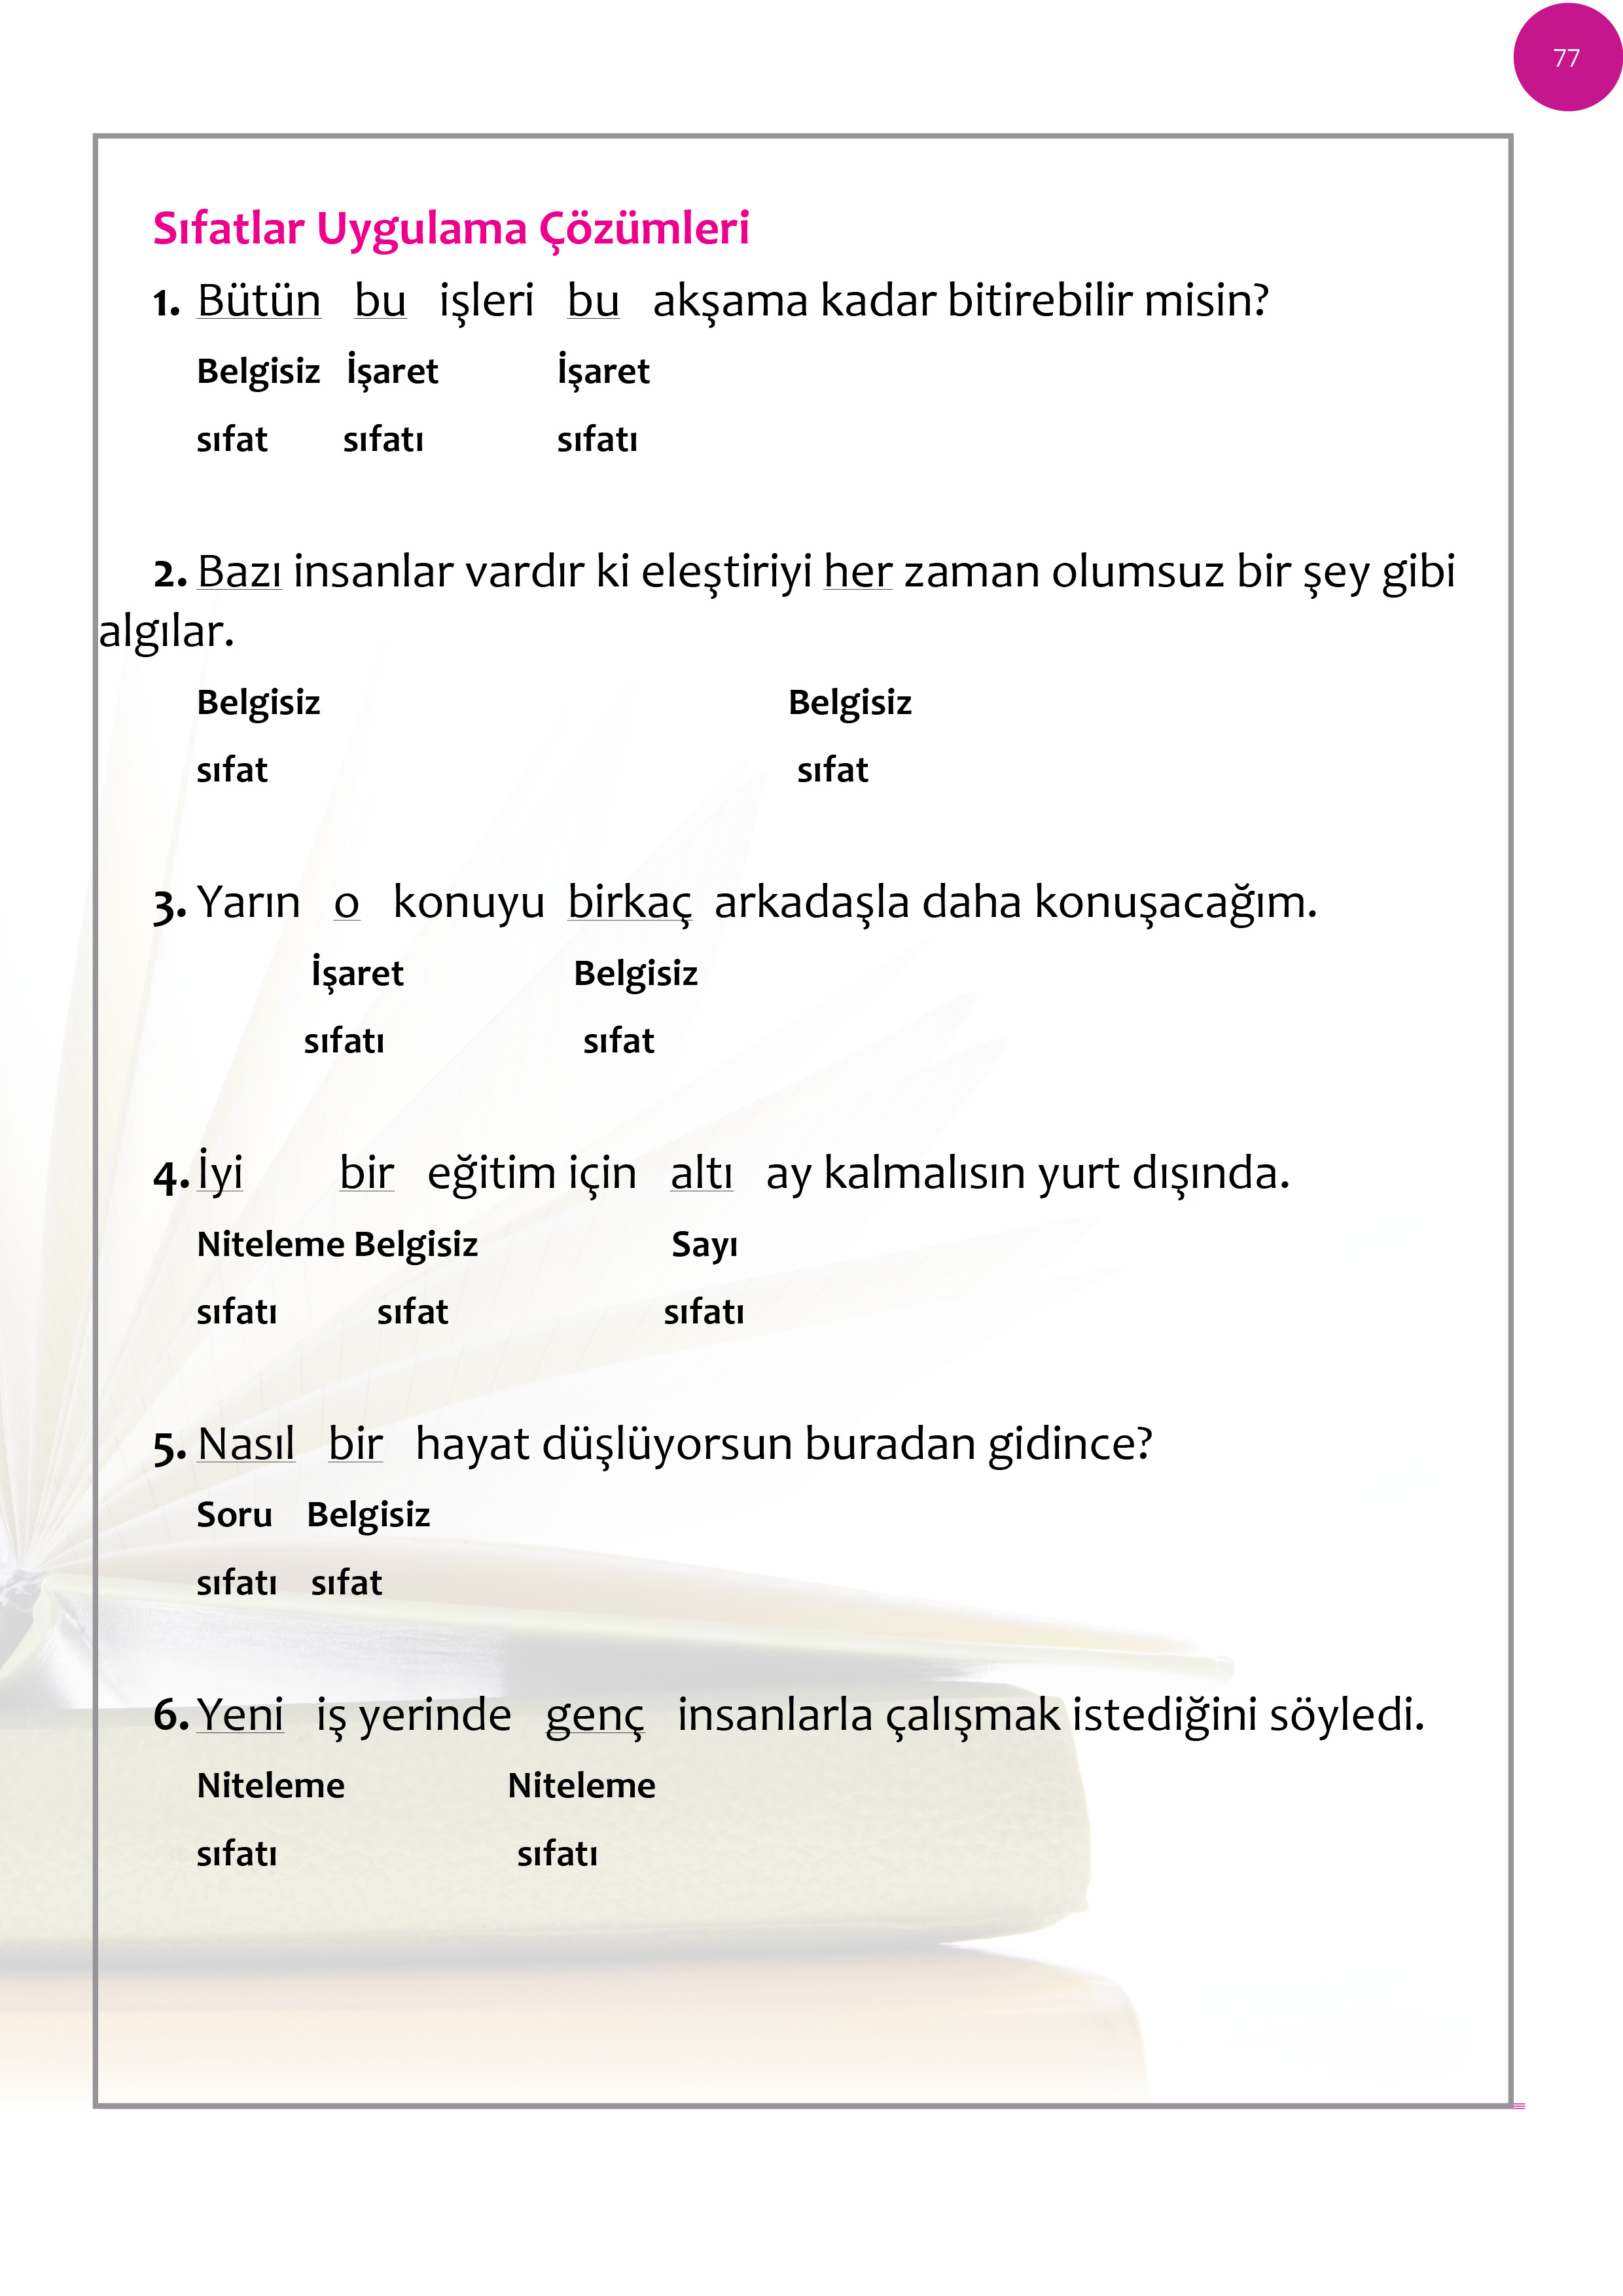 77
Sıfatlar Uygulama Çözümleri
1. Bütün bu işleri bu akşama kadar bitirebilir misin?
Belgisiz İşaret İşaret
sıfat sıfatı sıfatı
2. Bazı insanlar vardır ki eleştiriyi her zaman olumsuz bir şey gibi
algılar.
Belgisiz Belgisiz
sıfat sıfat
3. Yarın o konuyu birkaç arkadaşla daha konuşacağım.
İşaret Belgisiz
sıfatı sıfat
4. İyi bir eğitim için altı ay kalmalısın yurt dışında.
Niteleme Belgisiz Sayı
sıfatı sıfat sıfatı
5. Nasıl bir hayat düşlüyorsun buradan gidince?
Soru Belgisiz
sıfatı sıfat
6. Yeni iş yerinde genç insanlarla çalışmak istediğini söyledi.
Niteleme Niteleme
sıfatı sıfatı